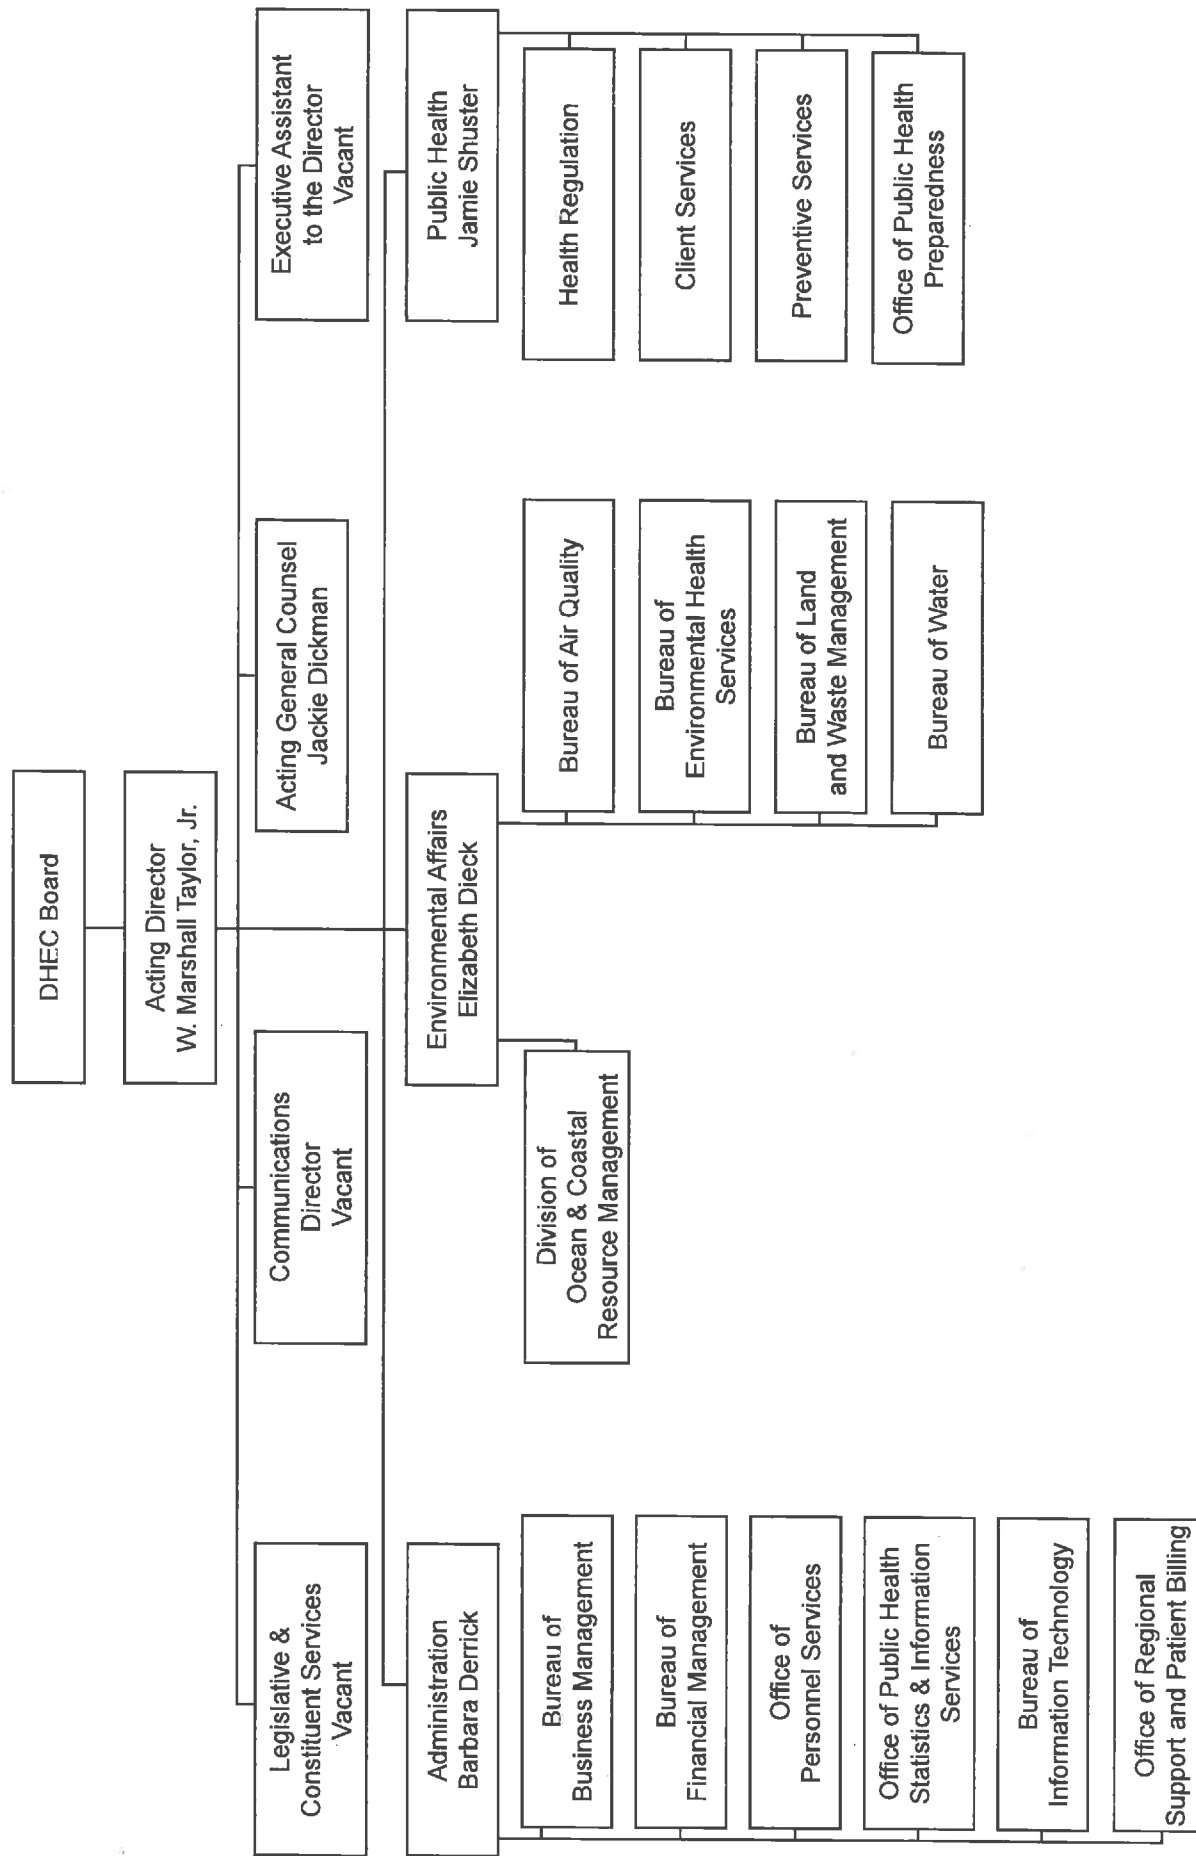 DHEC Board
Acting Director
W. Marshall Taylor, Jr.
Legislative &
Constituent Services
Vacant
Communications
Director
Vacant
Acting General Counsel
Jackie Dickman
Executive Assistant
to the Director
Vacant
Administration
Barbara Derrick
Bureau of
Business Management
Bureau of
Financial Management
Office of
Personnel Services
Office of Public Health
Statistics & Information
Services
Bureau of
Information Technology
Office of Regional
Support and Patient Billing
Environmental Affairs
Elizabeth Dieck
Division of
Ocean & Coastal
Resource Management
Bureau of Air Quality
Bureau of
Environmental Health
Services
Bureau of Land
and Waste Management
Bureau of Water
Public Health
Jamie Shuster
Health Regulation
Client Services
Preventive Services
Office of Public Health
Preparedness